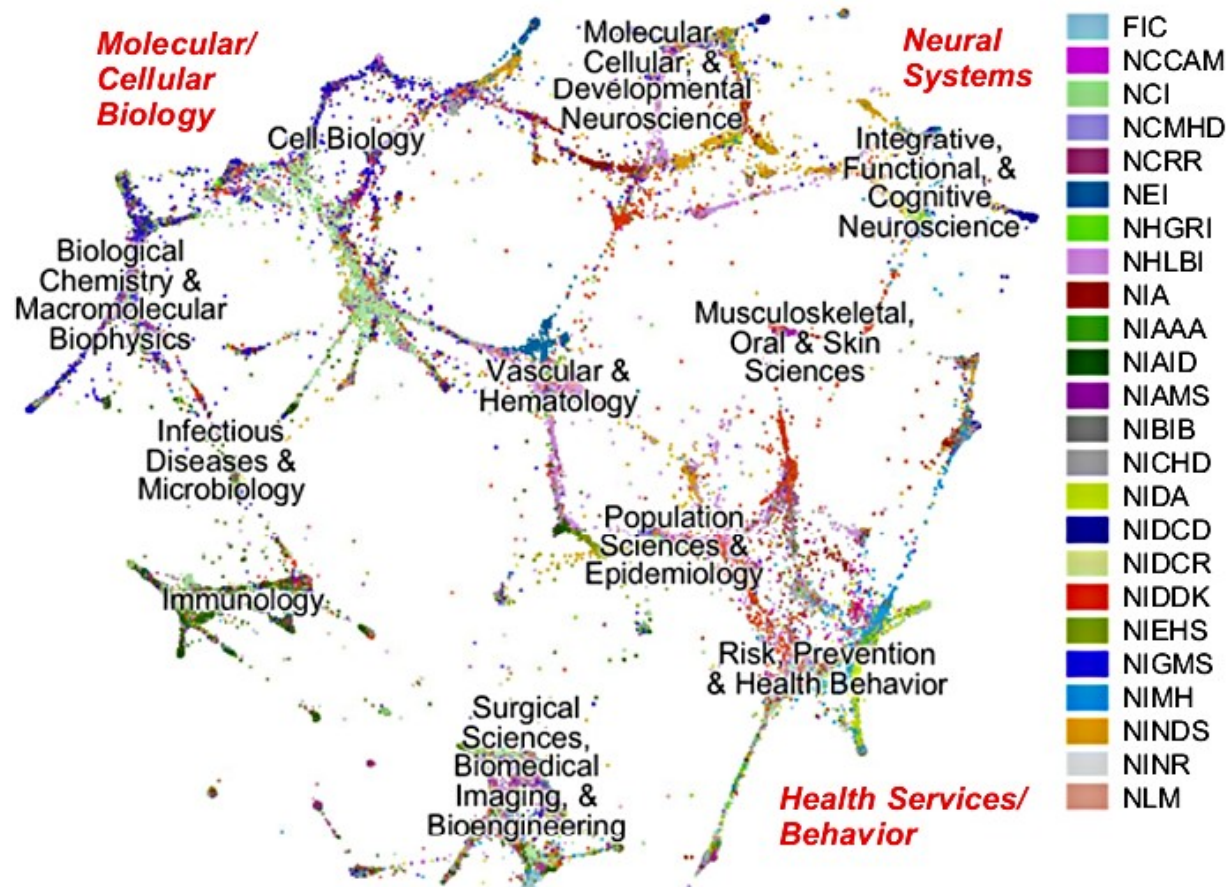 Molecular/
Cellular
Biology
Molecular,
Cellular, &
Developmental
Neuroscience
Neural
Systems
Cell Biology
Integrative,
Functional, &
Cognitive
Neuroscience
Biological
Chemistry &
Macromolecular
Biophysics
Musculoskeletal,
Oral & Skin
Sciences
Vascular &
Hematology
Infectious
Diseases &
Microbiology
Population
Sciences &
Epidemiology
Immunology
Risk, Prevention
& Health Behavior
Surgical
Sciences,
Biomedical
Imaging, &
Bioengineering
Health Services/
Behavior
FIC
NCCAM
NCI
NCMHD
NCRR
NEI
NHGRI
NHLBI
NIA
NIAAA
NIAID
NIAMS
NIBIB
NICHD
NIDA
NIDCD
NIDCR
NIDDK
NIEHS
NIGMS
NIMH
NINDS
NINR
NLM